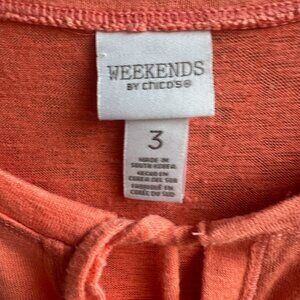 WEEKENDS
BY CHICO'S®
3
MADE IN
SOUTH KOREA
HECHO EN
COREA DEL SUR
FABRIQUÉ EN
CORÉE DU SUD